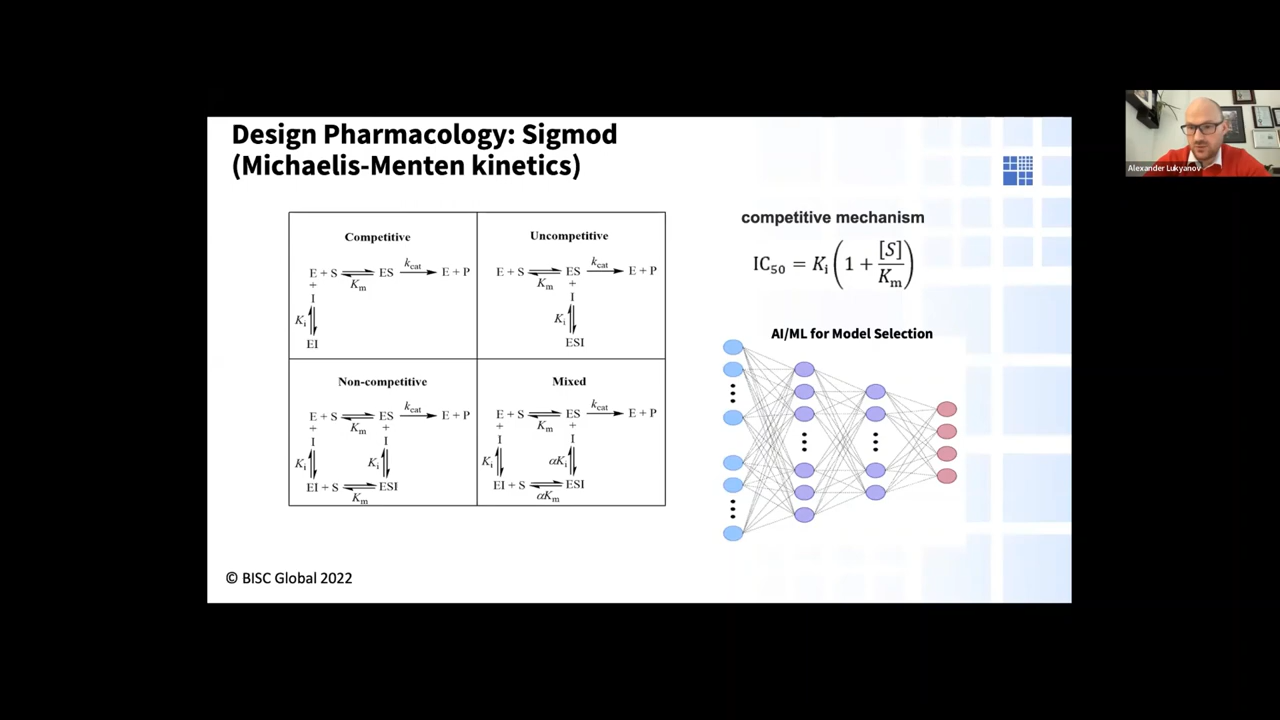 Design Pharmacology: Sigmod
(Michaelis-Menten kinetics)
Competitive
E + S ⇌ ES kcat → E + P
Km
+
I
Ki
EI
Uncompetitive
E + S ⇌ ES kcat → E + P
Km
+
I
Ki
ESI
Non-competitive
E + S ⇌ ES kcat → E + P
Km
+ +
I I
Ki Ki
EI + S ⇌ ESI
Km
Mixed
E + S ⇌ ES kcat → E + P
Km
+ +
I I
Ki αKi
EI + S ⇌ ESI
αKm
competitive mechanism
IC50 = Ki (1 + [S]/Km)
AI/ML for Model Selection
© BISC Global 2022
Alexander Lukyanov